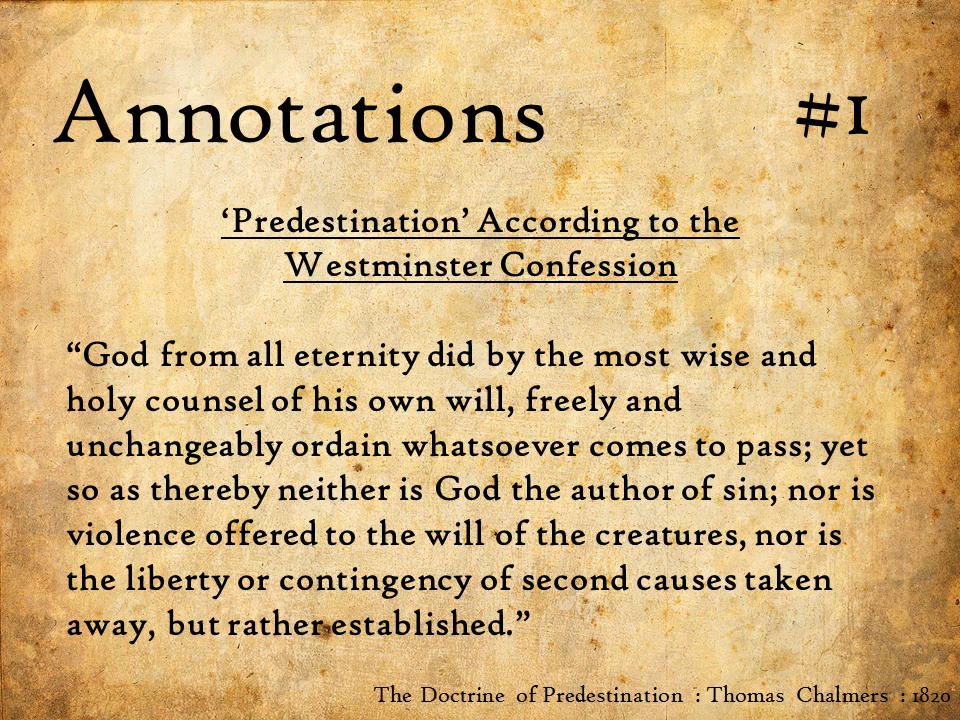 Annotations #1
‘Predestination’ According to the
Westminster Confession
“God from all eternity did by the most wise and
holy counsel of his own will, freely and
unchangeably ordain whatsoever comes to pass; yet
so as thereby neither is God the author of sin; nor is
violence offered to the will of the creatures, nor is
the liberty or contingency of second causes taken
away, but rather established.”
The Doctrine of Predestination : Thomas Chalmers : 1820